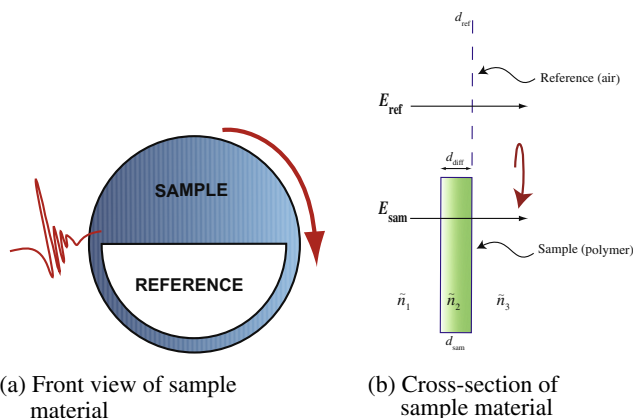 SAMPLE
REFERENCE
(a) Front view of sample
material
d_ref
Reference (air)
E_ref
d_diff
E_sam
Sample (polymer)
ñ_1
ñ_2
ñ_3
d_sam
(b) Cross-section of
sample material